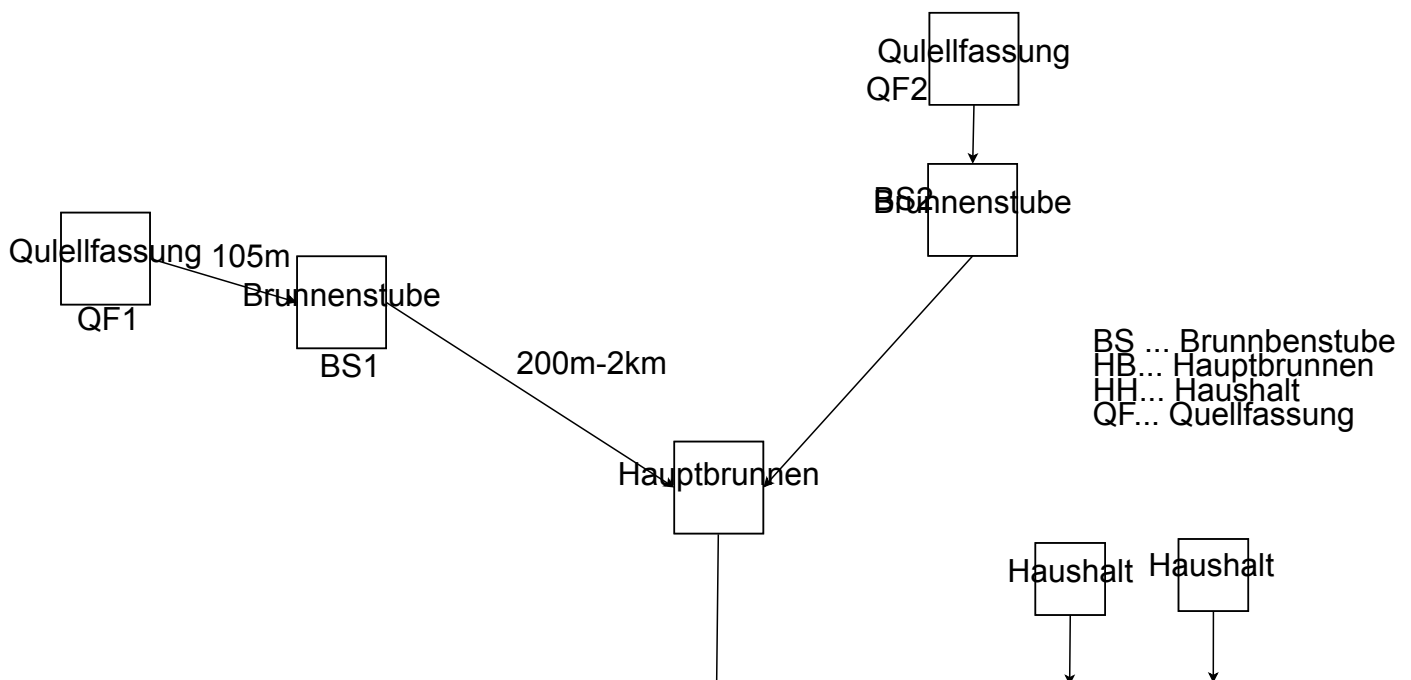 Qulellfassung
QF2
BS2
Brunnenstube
Qulellfassung
105m
Brunnenstube
QF1
BS1
200m-2km
BS ... Brunnbenstube
HB... Hauptbrunnen
HH... Haushalt
QF... Quellfassung
Hauptbrunnen
Haushalt
Haushalt